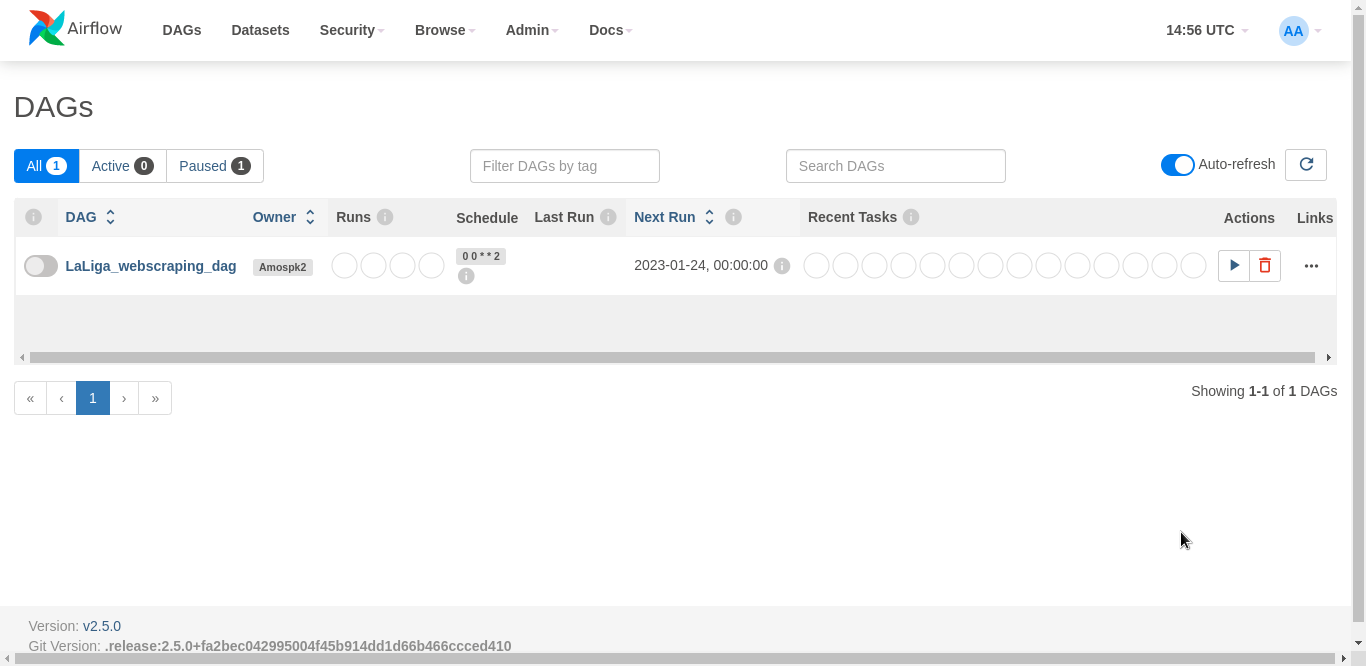 Airflow DAGs Datasets Security Browse Admin Docs 14:56 UTC AA
DAGs
All 1 Active 0 Paused 1 Filter DAGs by tag Search DAGs Auto-refresh
DAG Owner Runs Schedule Last Run Next Run Recent Tasks Actions Links
LaLiga_webscraping_dag Amospk2 0 0 * * 2 2023-01-24, 00:00:00
« ‹ 1 › » Showing 1-1 of 1 DAGs
Version: v2.5.0
Git Version: .release:2.5.0+fa2bec042995004f45b914dd1d66b466ccced410